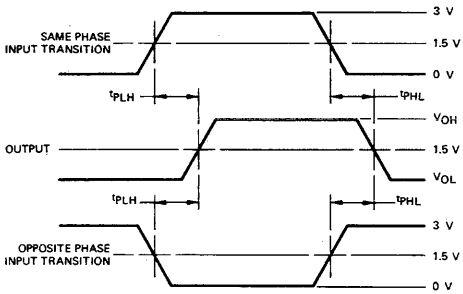 3 V
SAME PHASE
INPUT TRANSITION
1.5 V
0 V
tPLH
tPHL
VOH
OUTPUT
1.5 V
VOL
tPLH
tPHL
3 V
OPPOSITE PHASE
INPUT TRANSITION
1.5 V
0 V